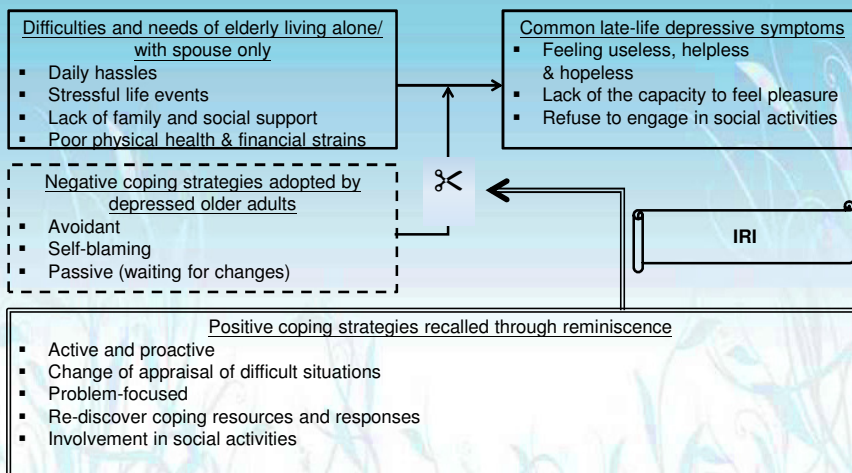 Difficulties and needs of elderly living alone/
with spouse only
▪ Daily hassles
▪ Stressful life events
▪ Lack of family and social support
▪ Poor physical health & financial strains
Common late-life depressive symptoms
▪ Feeling useless, helpless
& hopeless
▪ Lack of the capacity to feel pleasure
▪ Refuse to engage in social activities
Negative coping strategies adopted by
depressed older adults
▪ Avoidant
▪ Self-blaming
▪ Passive (waiting for changes)
IRI
Positive coping strategies recalled through reminiscence
▪ Active and proactive
▪ Change of appraisal of difficult situations
▪ Problem-focused
▪ Re-discover coping resources and responses
▪ Involvement in social activities